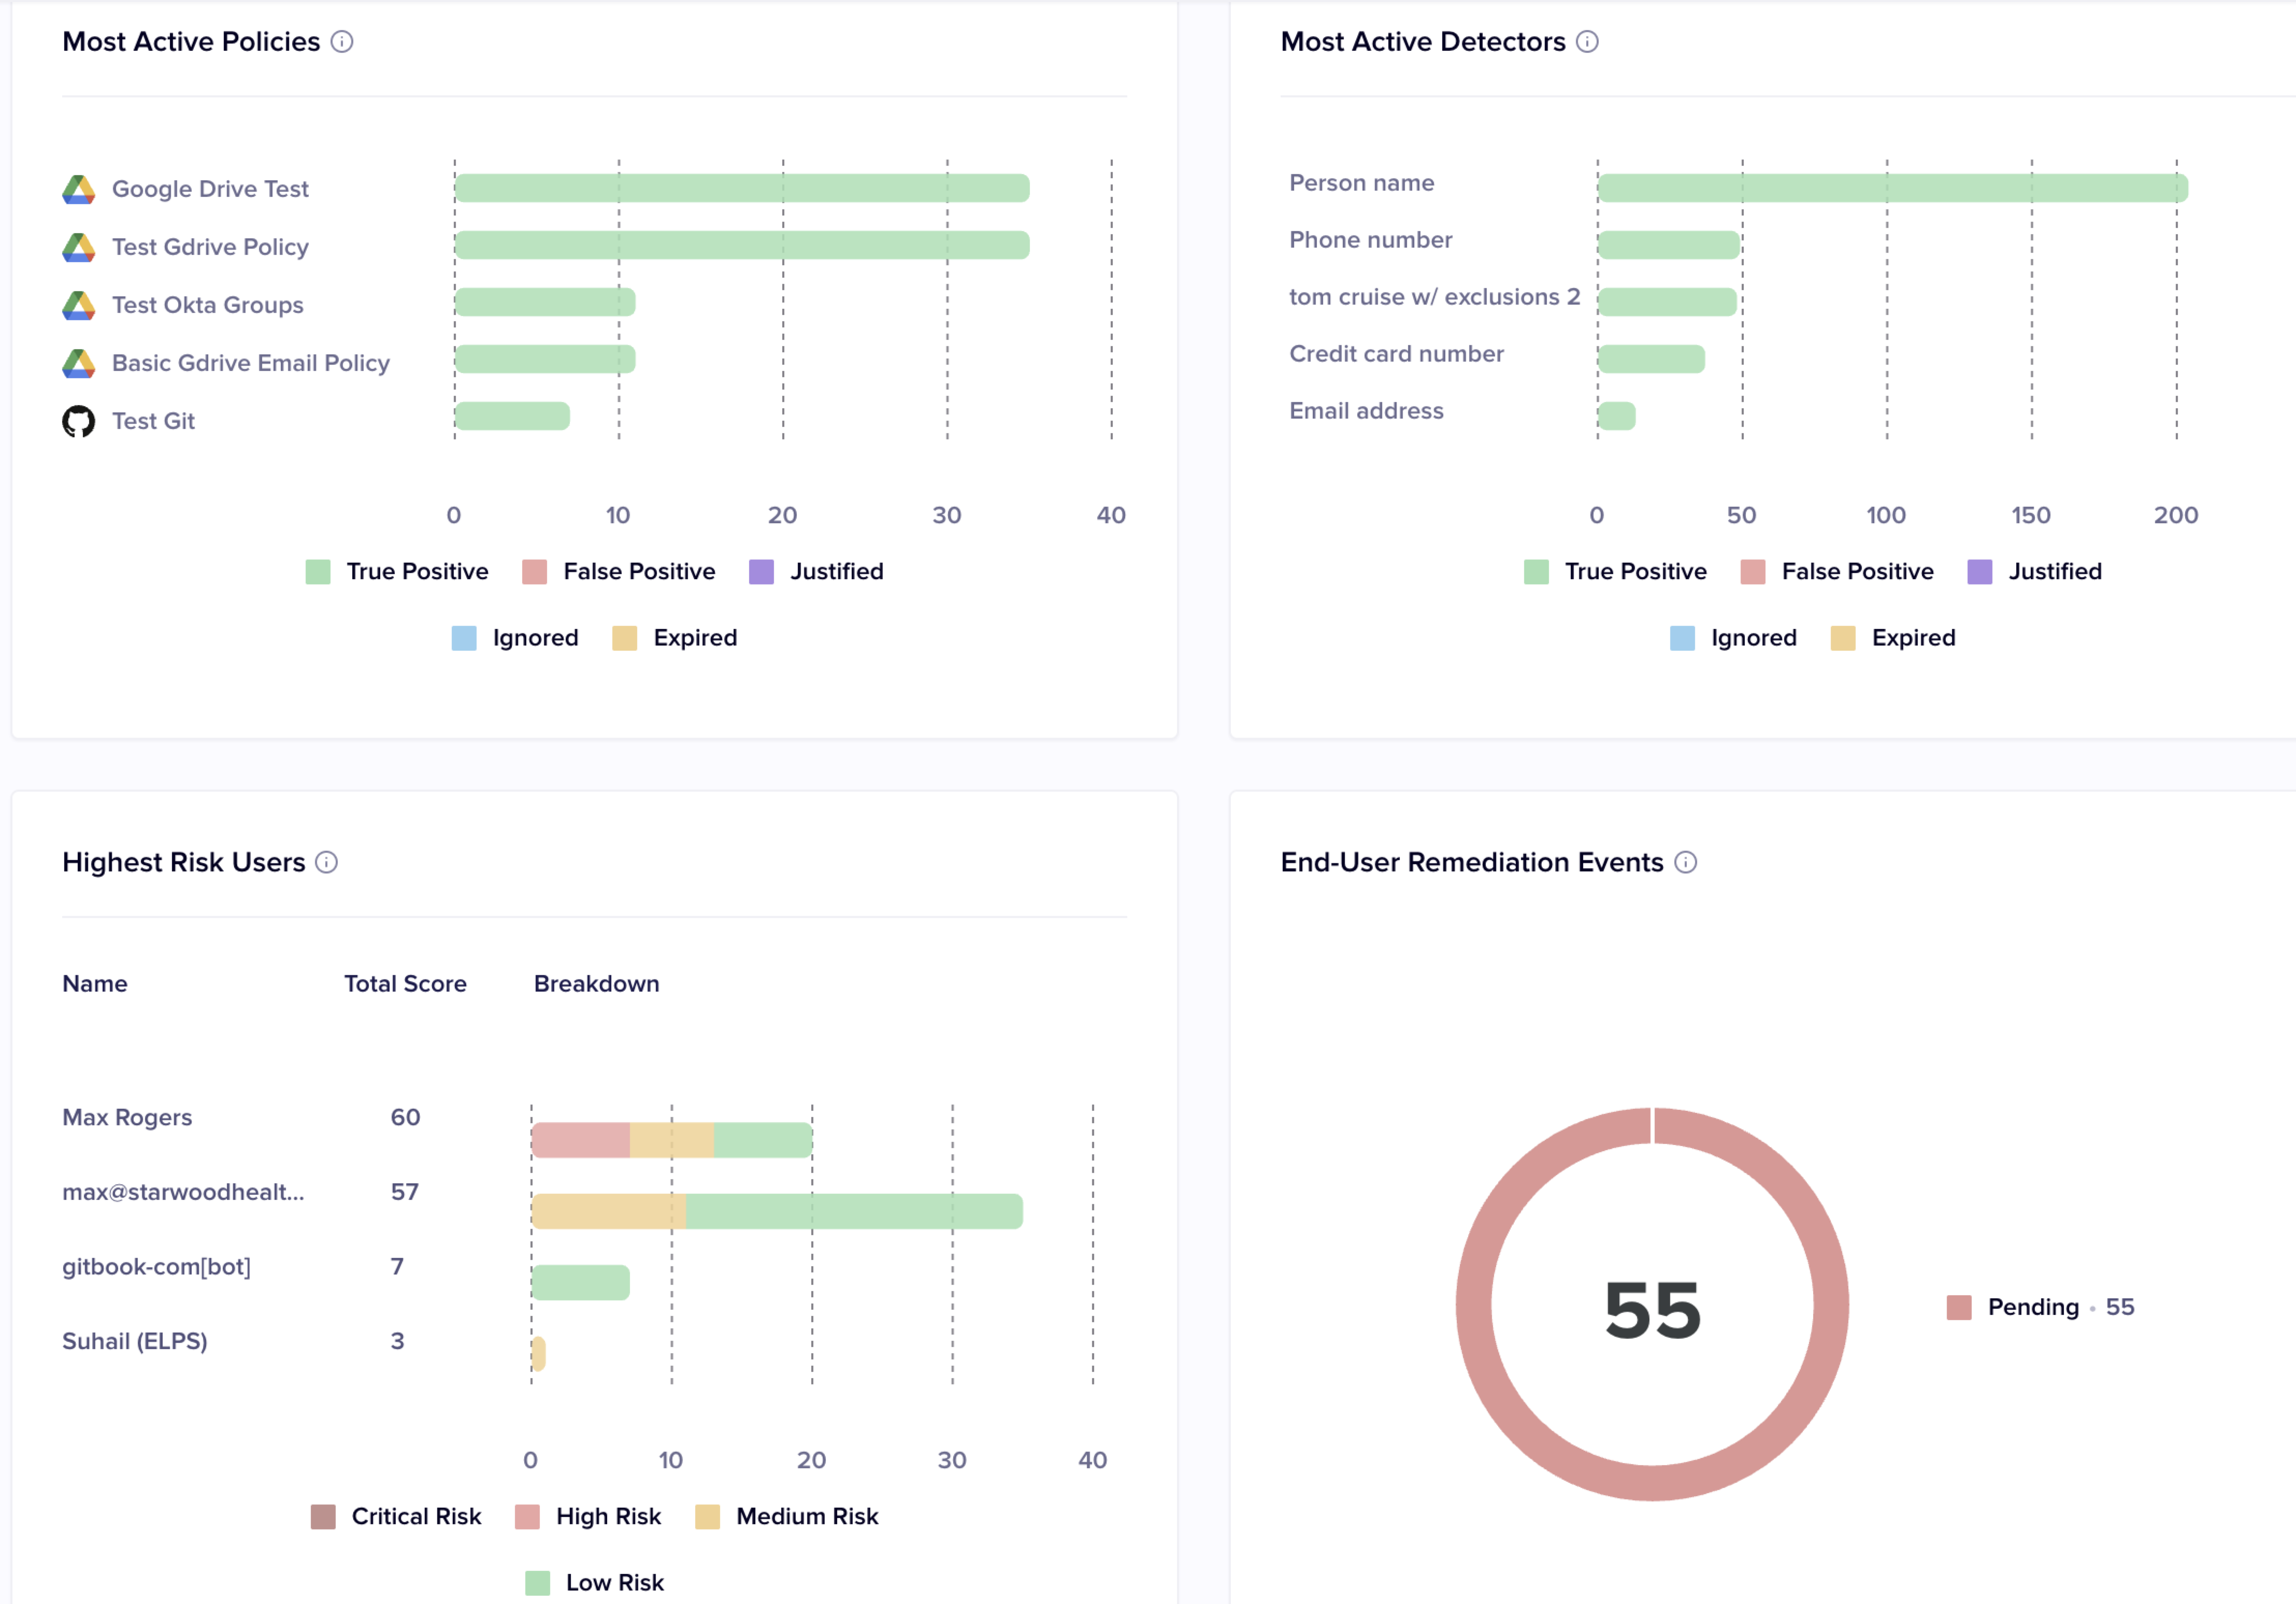 Most Active Policies
Google Drive Test
Test Gdrive Policy
Test Okta Groups
Basic Gdrive Email Policy
Test Git
0 10 20 30 40
True Positive False Positive Justified
Ignored Expired
Most Active Detectors
Person name
Phone number
tom cruise w/ exclusions 2
Credit card number
Email address
0 50 100 150 200
True Positive False Positive Justified
Ignored Expired
Highest Risk Users
Name Total Score Breakdown
Max Rogers 60
max@starwoodhealt... 57
gitbook-com[bot] 7
Suhail (ELPS) 3
0 10 20 30 40
Critical Risk High Risk Medium Risk
Low Risk
End-User Remediation Events
55
Pending • 55